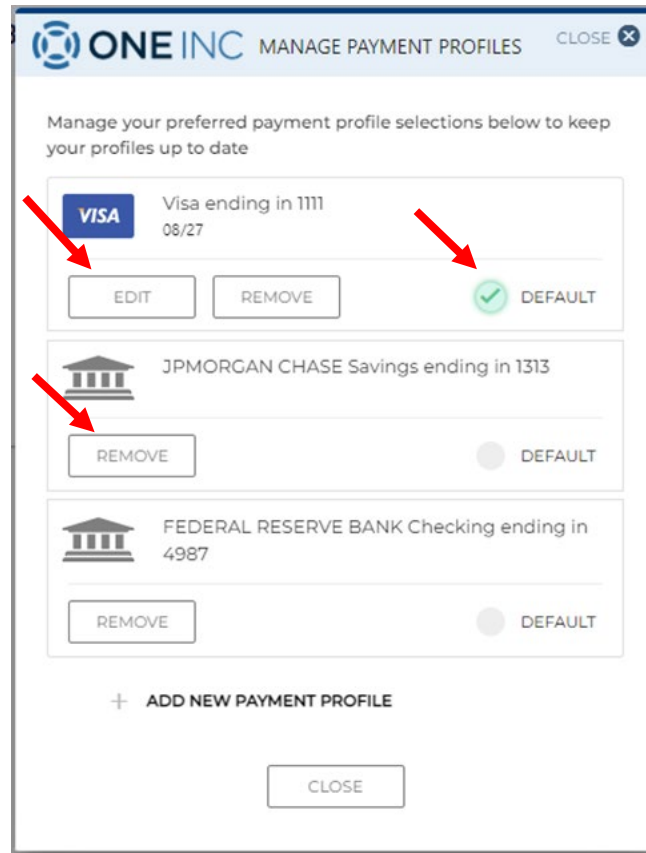 ONE INC MANAGE PAYMENT PROFILES CLOSE
Manage your preferred payment profile selections below to keep
your profiles up to date
VISA
Visa ending in 1111
08/27
EDIT REMOVE DEFAULT
JPMORGAN CHASE Savings ending in 1313
REMOVE DEFAULT
FEDERAL RESERVE BANK Checking ending in
4987
REMOVE DEFAULT
+ ADD NEW PAYMENT PROFILE
CLOSE